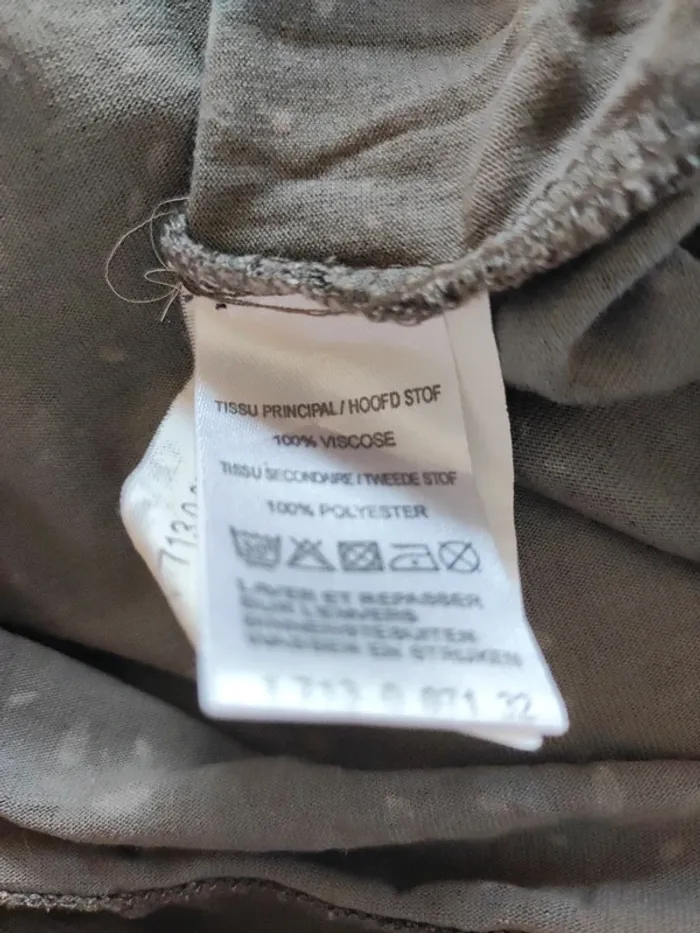 TISSU PRINCIPAL / HOOFD STOF
100% VISCOSE
TISSU SECONDAIRE / TWEEDE STOF
100% POLYESTER
LAVER ET REPASSER
SUR L'ENVERS
BINNENSTEBUITEN
WASSEN EN STRIJKEN
7130